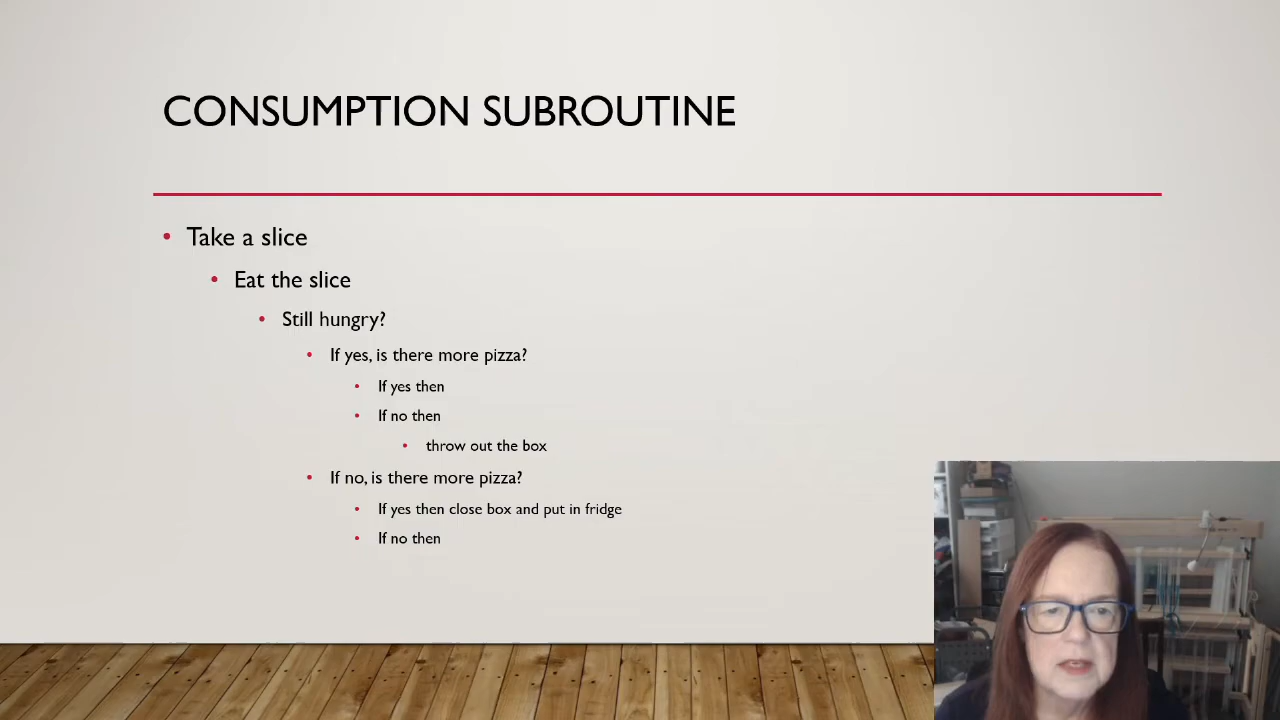 CONSUMPTION SUBROUTINE
Take a slice
Eat the slice
Still hungry?
If yes, is there more pizza?
If yes then
If no then
throw out the box
If no, is there more pizza?
If yes then close box and put in fridge
If no then